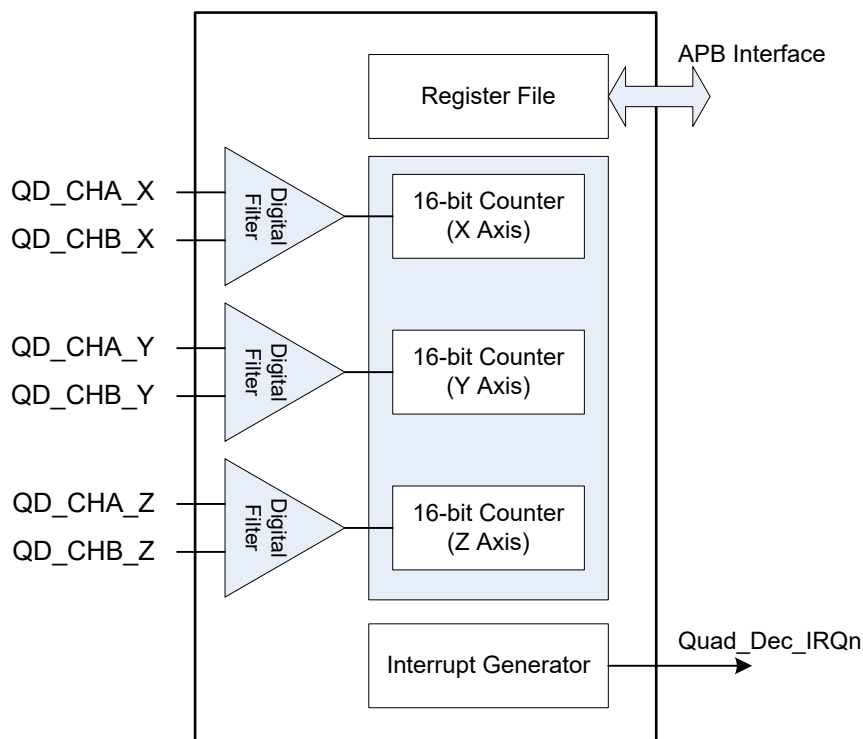 APB Interface
Register File
QD_CHA_X
QD_CHB_X
Digital
Filter
16-bit Counter
(X Axis)
QD_CHA_Y
QD_CHB_Y
Digital
Filter
16-bit Counter
(Y Axis)
QD_CHA_Z
QD_CHB_Z
Digital
Filter
16-bit Counter
(Z Axis)
Interrupt Generator
Quad_Dec_IRQn